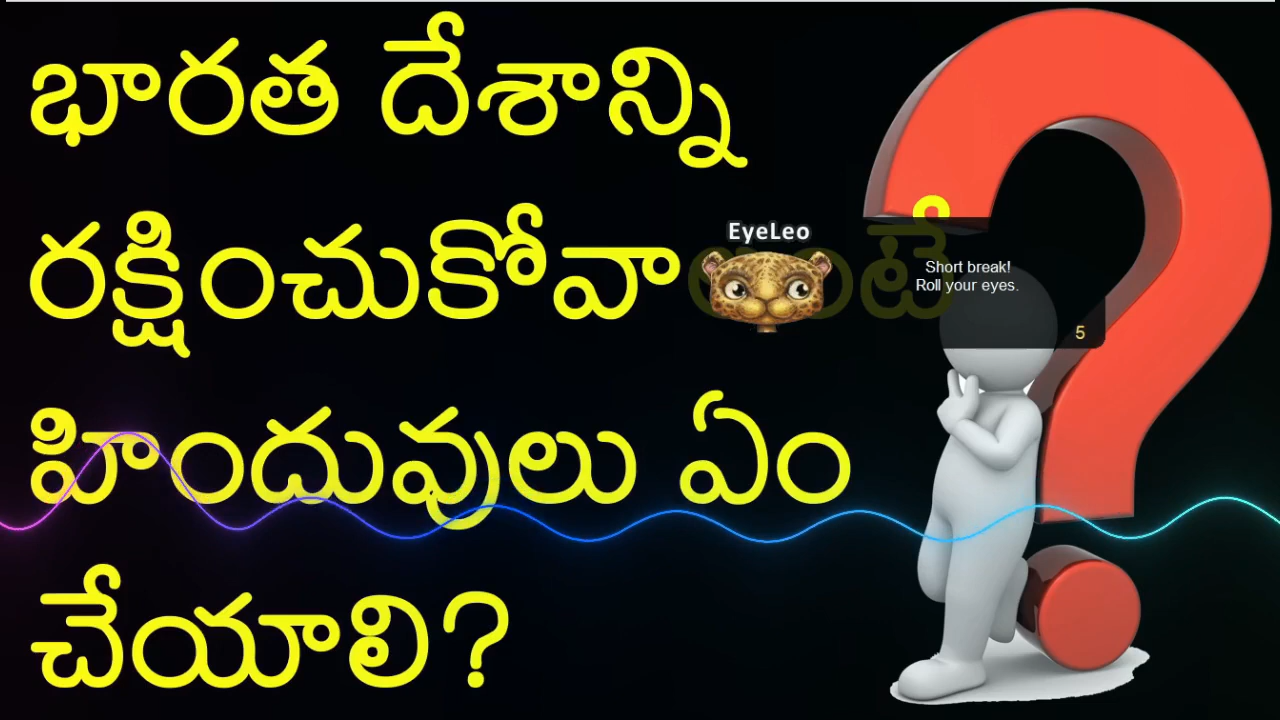 భారత దేశాన్ని
రక్షించుకోవాలంటే
హిందువులు ఏం
చేయాలి?
EyeLeo
Short break!
Roll your eyes.
5